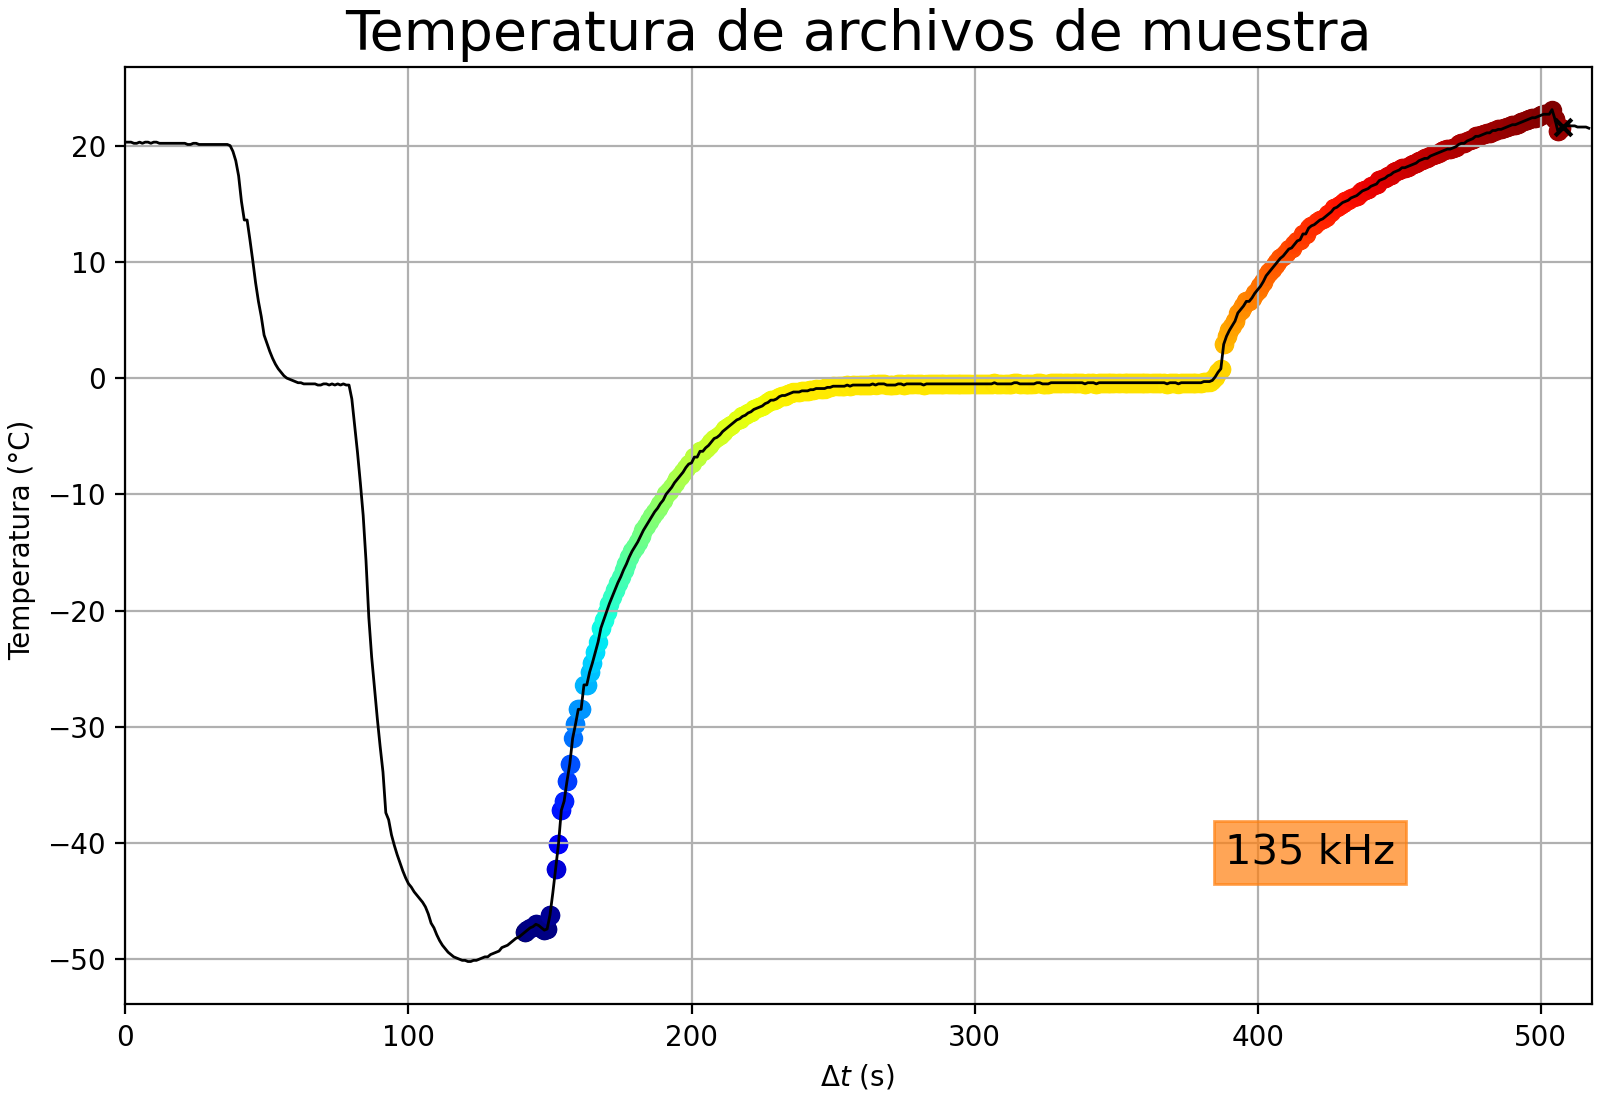 Temperatura de archivos de muestra
Temperatura (°C)
20
10
0
−10
−20
−30
−40
−50
135 kHz
0 100 200 300 400 500
Δt (s)